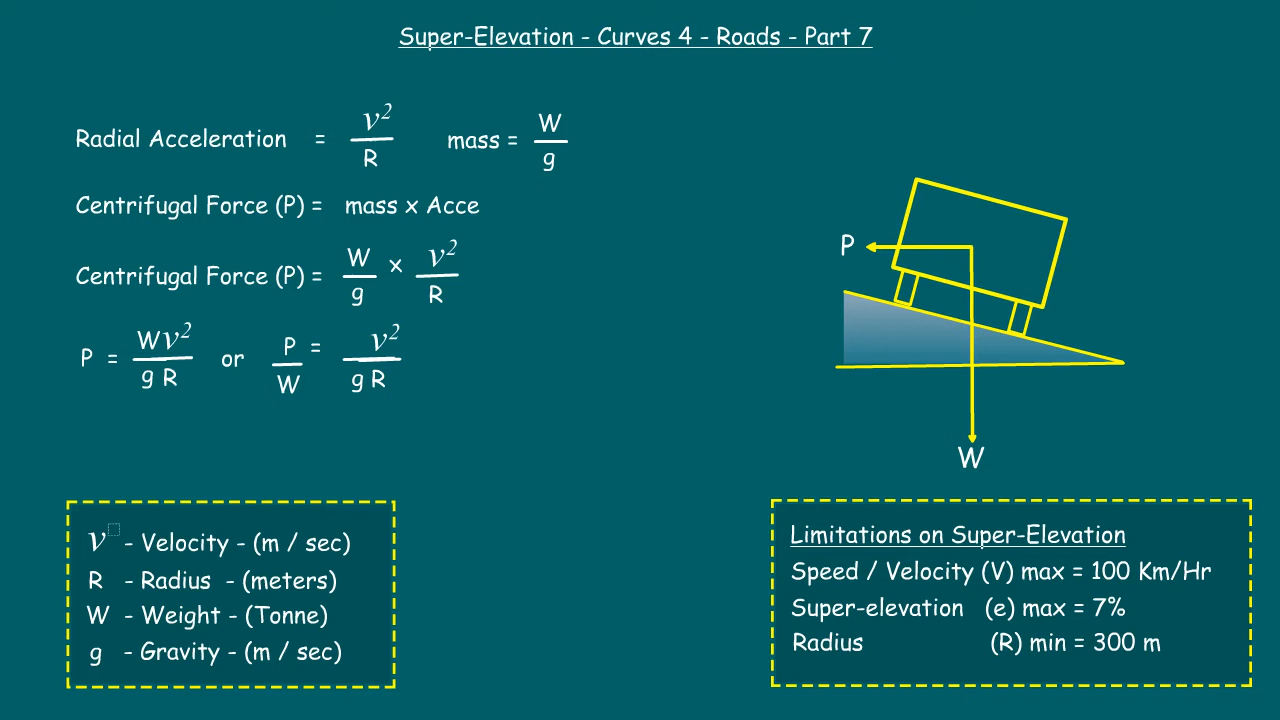 Super-Elevation - Curves 4 - Roads - Part 7
Radial Acceleration = v²/R mass = W/g
Centrifugal Force (P) = mass x Acce
Centrifugal Force (P) = W/g x v²/R
P = Wv²/g R or P/W = v²/g R
P
W
v - Velocity - (m / sec)
R - Radius - (meters)
W - Weight - (Tonne)
g - Gravity - (m / sec)
Limitations on Super-Elevation
Speed / Velocity (V) max = 100 Km/Hr
Super-elevation (e) max = 7%
Radius (R) min = 300 m